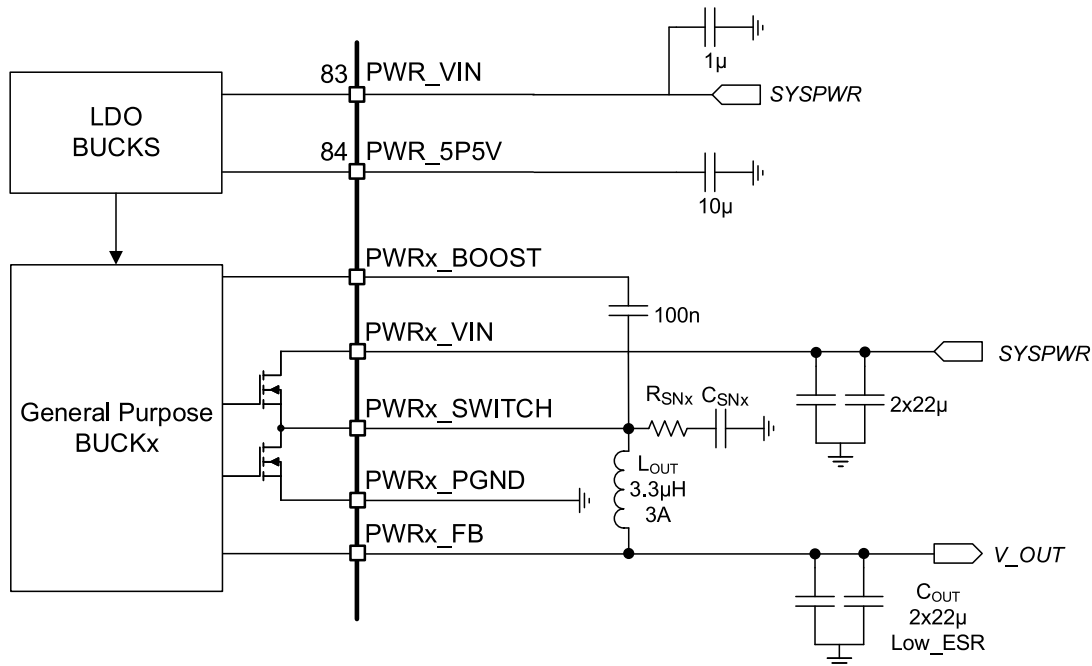 1µ
83 PWR_VIN
SYSPWR
LDO
BUCKS
84 PWR_5P5V
10µ
PWRx_BOOST
100n
PWRx_VIN
SYSPWR
2x22µ
General Purpose
BUCKx
PWRx_SWITCH
RSNx CSNx
LOUT
3.3µH
3A
PWRx_PGND
PWRx_FB
V_OUT
COUT
2x22µ
Low_ESR